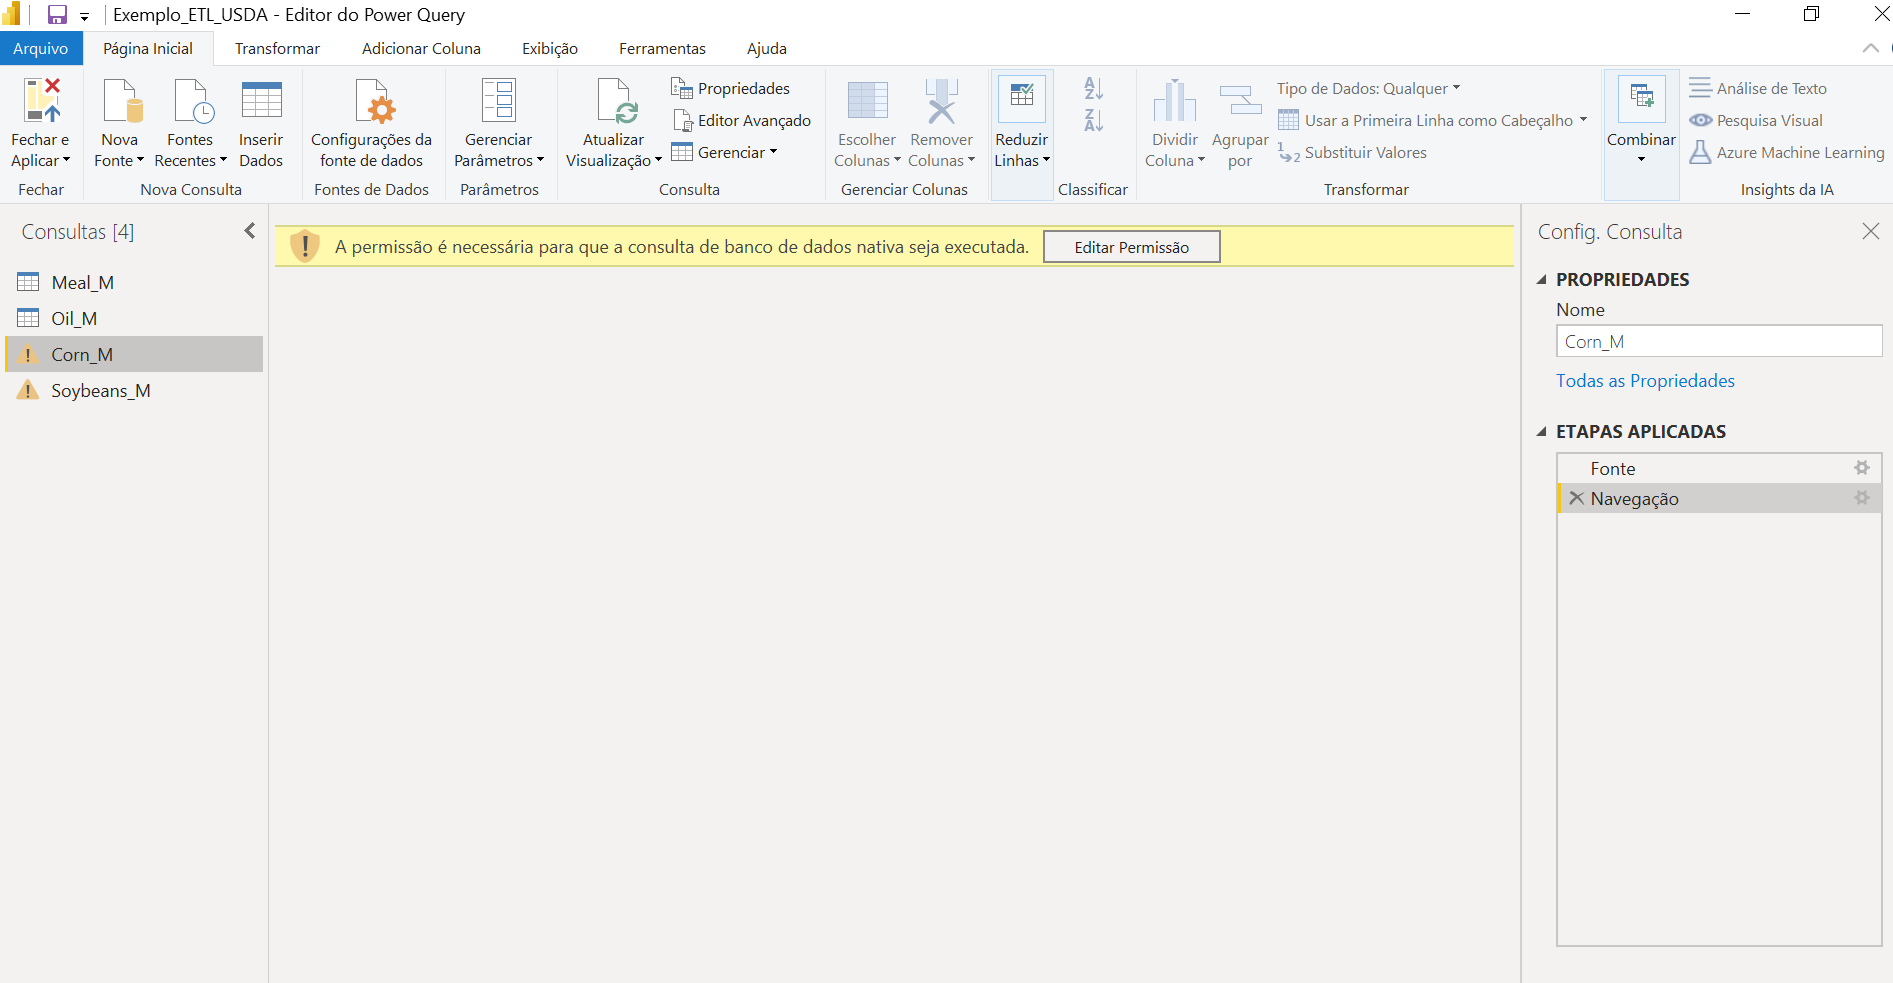 Exemplo_ETL_USDA - Editor do Power Query
Arquivo Página Inicial Transformar Adicionar Coluna Exibição Ferramentas Ajuda
Fechar e
Aplicar
Fechar
Nova
Fonte
Fontes
Recentes
Inserir
Dados
Nova Consulta
Configurações da
fonte de dados
Fontes de Dados
Gerenciar
Parâmetros
Parâmetros
Atualizar
Visualização
Propriedades
Editor Avançado
Gerenciar
Consulta
Escolher
Colunas
Remover
Colunas
Gerenciar Colunas
Reduzir
Linhas
A
Z
Z
A
Classificar
Dividir
Coluna
Agrupar
por
Tipo de Dados: Qualquer
Usar a Primeira Linha como Cabeçalho
1 2 Substituir Valores
Transformar
Combinar
Análise de Texto
Pesquisa Visual
Azure Machine Learning
Insights da IA
Consultas [4]
Meal_M
Oil_M
Corn_M
Soybeans_M
A permissão é necessária para que a consulta de banco de dados nativa seja executada. Editar Permissão
Config. Consulta
PROPRIEDADES
Nome
Corn_M
Todas as Propriedades
ETAPAS APLICADAS
Fonte
Navegação